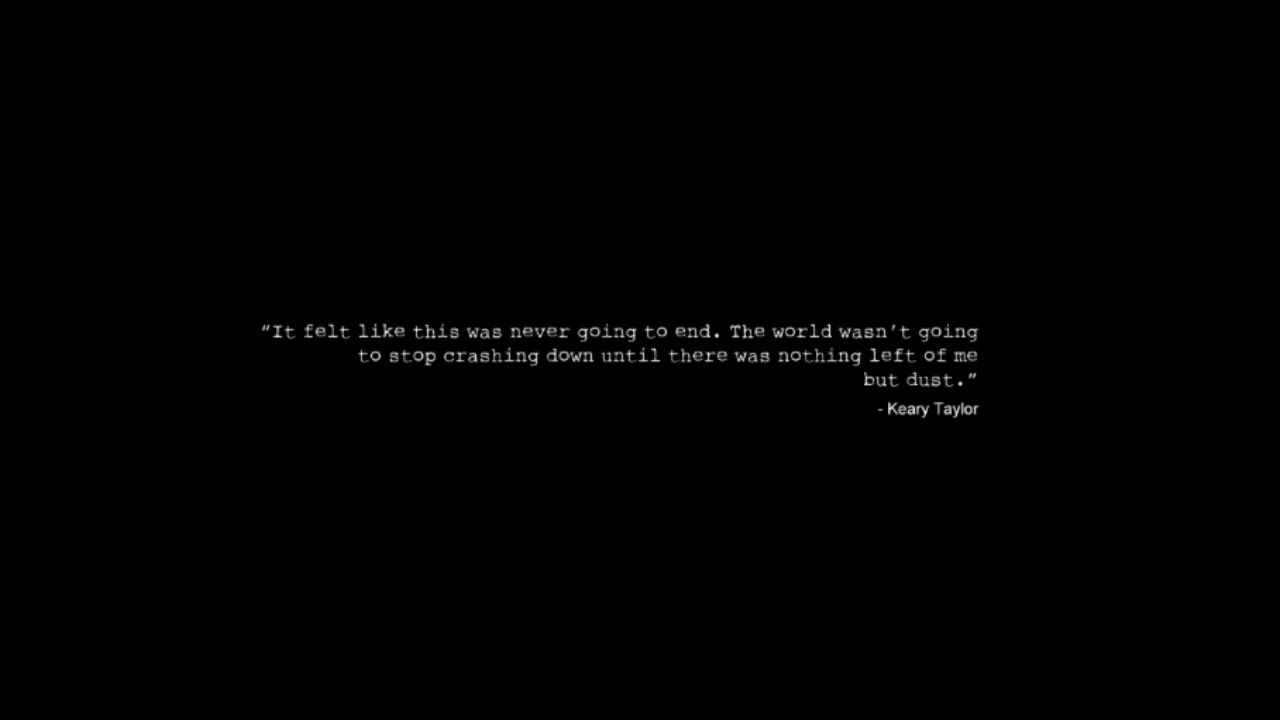 “It felt like this was never going to end. The world wasn’t going
to stop crashing down until there was nothing left of me
but dust.”
- Keary Taylor